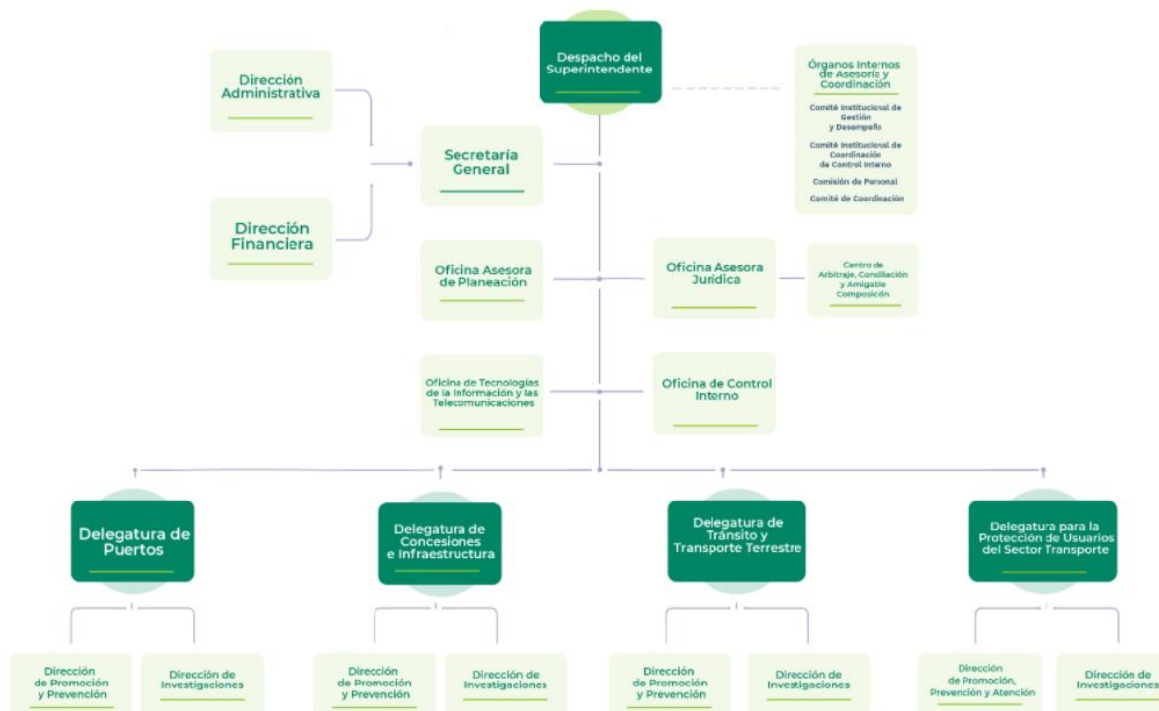 Despacho del
Superintendente
Dirección
Administrativa
Órganos Internos
de Asesoría y
Coordinación
Comité Institucional de
Gestión
y Desempeño
Comité Institucional de
Coordinación
de Control Interno
Comisión de Personal
Comité de Coordinación
Secretaría
General
Dirección
Financiera
Oficina Asesora
de Planeación
Oficina Asesora
Jurídica
Centro de
Arbitraje, Conciliación
y Amigable
Composición
Oficina de Tecnologías
de la Información y las
Telecomunicaciones
Oficina de Control
Interno
Delegatura de
Puertos
Delegatura de
Concesiones
e Infraestructura
Delegatura de
Tránsito y
Transporte Terrestre
Delegatura para la
Protección de Usuarios
del Sector Transporte
Dirección
de Promoción
y Prevención
Dirección de
Investigaciones
Dirección
de Promoción
y Prevención
Dirección de
Investigaciones
Dirección
de Promoción
y Prevención
Dirección de
Investigaciones
Dirección
de Promoción,
Prevención y Atención
Dirección de
Investigaciones